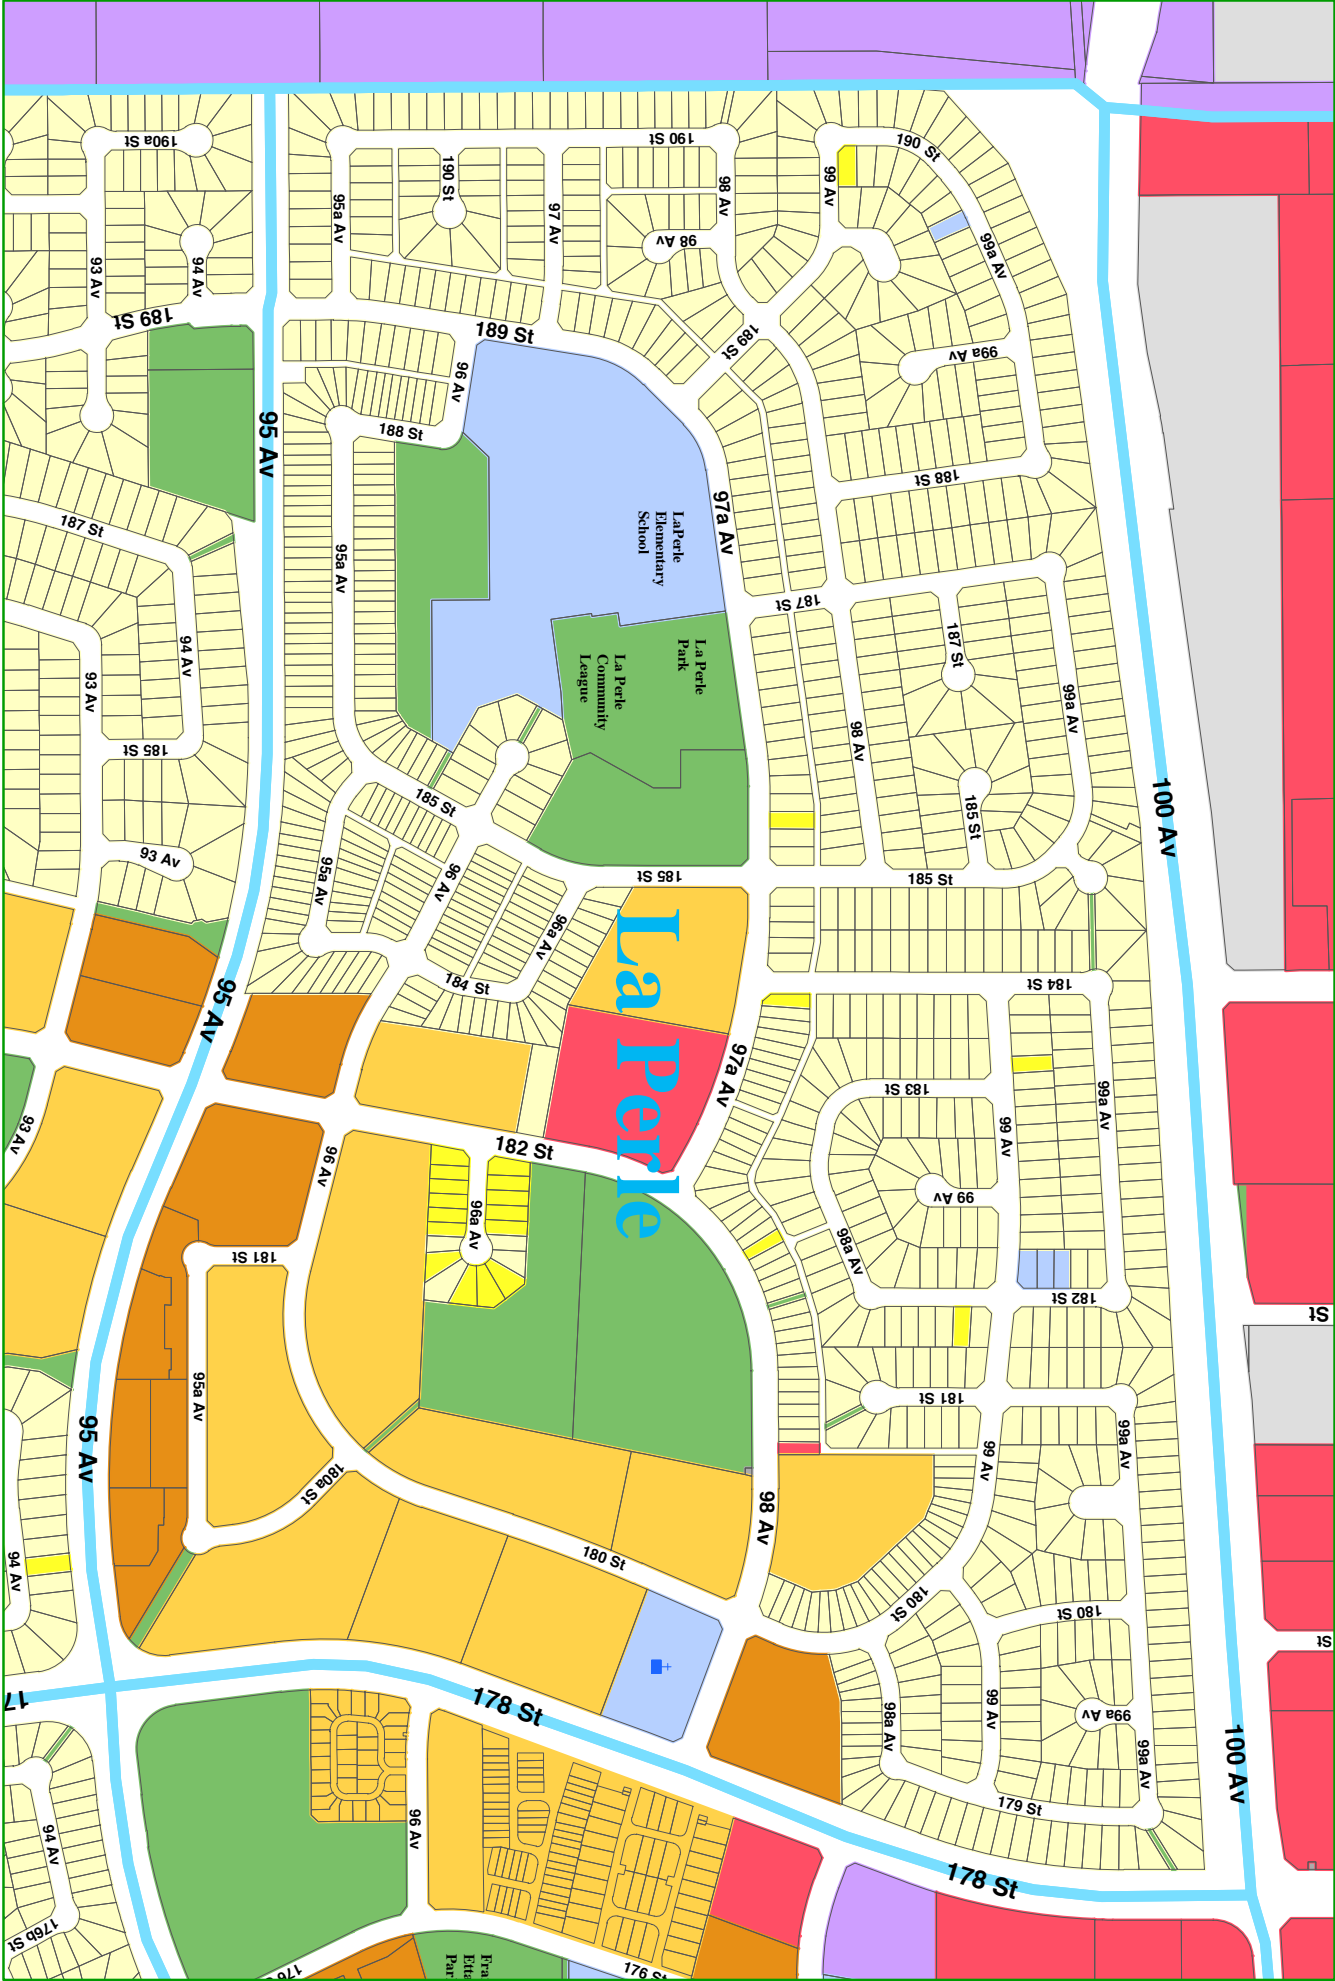 190a St
190 St
190 St
190 St
95a Av
97 Av
98 Av
98 Av
99 Av
99a Av
93 Av
94 Av
189 St
189 St
189 St
99a Av
96 Av
188 St
188 St
95 Av
97a Av
LaPerle
Elementary
School
187 St
95a Av
187 St
187 St
94 Av
93 Av
La Perle
Park
La Perle
Community
League
99a Av
98 Av
185 St
185 St
185 St
100 Av
93 Av
95a Av
96 Av
185 St
185 St
96a Av
La Perle
184 St
184 St
95 Av
97a Av
183 St
99 Av
99a Av
93 Av
96 Av
182 St
99 Av
96a Av
98a Av
181 St
182 St
St
95a Av
181 St
99a Av
95 Av
99 Av
180a St
98 Av
94 Av
180 St
180 St
180 St
St
17
178 St
98a Av
99 Av
99a Av
99a Av
100 Av
179 St
96 Av
94 Av
178 St
176b St
176
Fra
Etta
Par
176 St